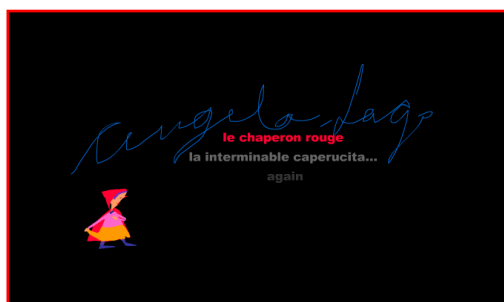 angela-lago
le chaperon rouge
la interminable caperucita...
again